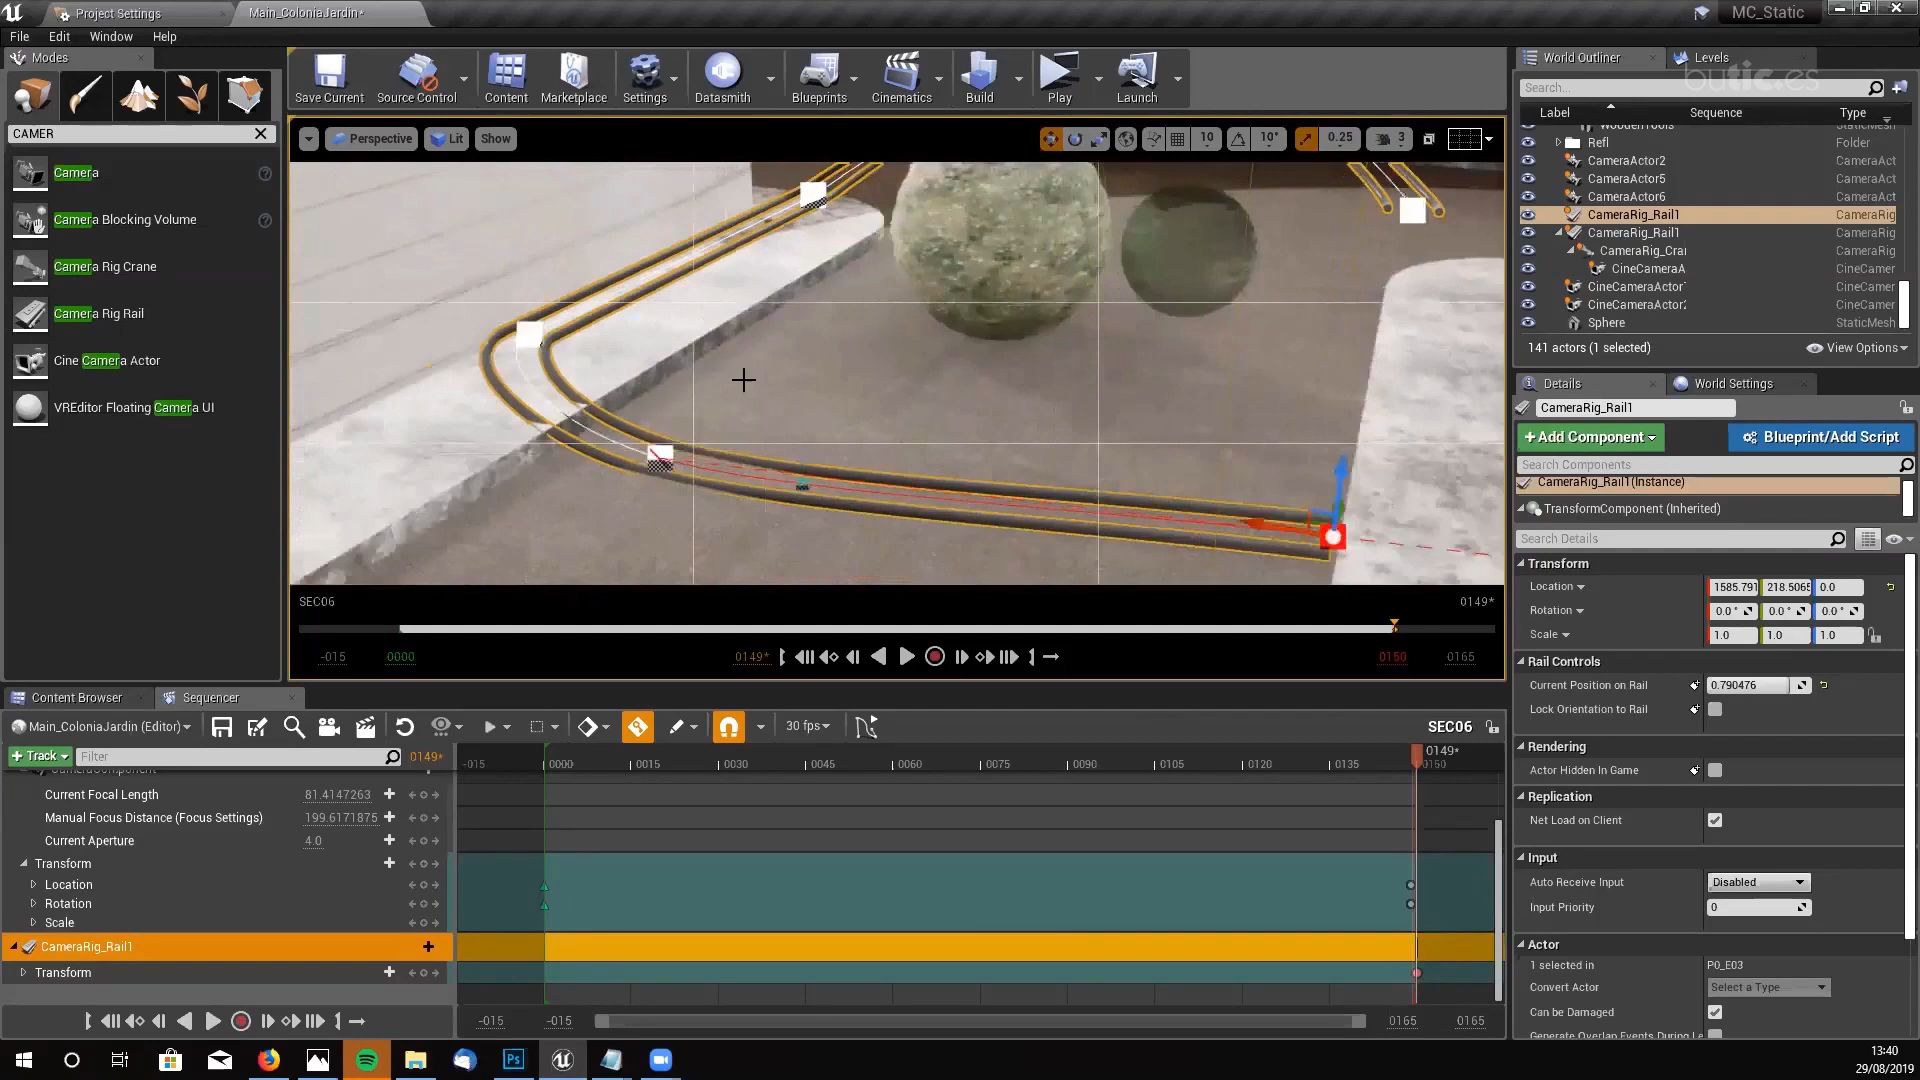 Project Settings
Main_ColoniaJardin*
MC_Static
File Edit Window Help
Modes
CAMER
Camera
Camera Blocking Volume
Camera Rig Crane
Camera Rig Rail
Cine Camera Actor
VREditor Floating Camera UI
Save Current Source Control Content Marketplace Settings Datasmith Blueprints Cinematics Build Play Launch
Perspective Lit Show
10 10° 0.25 3
SEC06 0149*
-015 0000 0149* 0150 0165
World Outliner Levels
butic.es
Search...
Label Sequence Type
WoodenTools StaticMesh
Refl Folder
CameraActor2 CameraAct
CameraActor5 CameraAct
CameraActor6 CameraAct
CameraRig_Rail1 CameraRig
CameraRig_Rail1 CameraRig
CameraRig_Crai CameraRig
CineCameraA CineCamer
CineCameraActor CineCamer
CineCameraActor2 CineCamer
Sphere StaticMesh
141 actors (1 selected) View Options
Details World Settings
CameraRig_Rail1
+Add Component Blueprint/Add Script
Search Components
CameraRig_Rail1(Instance)
TransformComponent (Inherited)
Search Details
Transform
Location 1585.791 218.5065 0.0
Rotation 0.0° 0.0° 0.0°
Scale 1.0 1.0 1.0
Rail Controls
Current Position on Rail 0.790476
Lock Orientation to Rail
Rendering
Actor Hidden In Game
Replication
Net Load on Client
Input
Auto Receive Input Disabled
Input Priority 0
Actor
1 selected in P0_E03
Convert Actor Select a Type
Can be Damaged
Generate Overlap Events During Le
Content Browser Sequencer
Main_ColoniaJardin (Editor) 30 fps SEC06
+ Track Filter 0149*
-015 0000 0015 0030 0045 0060 0075 0090 0105 0120 0135 0149* 0150
CameraComponent
Current Focal Length 81.4147263
Manual Focus Distance (Focus Settings) 199.6171875
Current Aperture 4.0
Transform
Location
Rotation
Scale
CameraRig_Rail1
Transform
-015 -015 0165 0165
Ps
13:40
29/08/2019